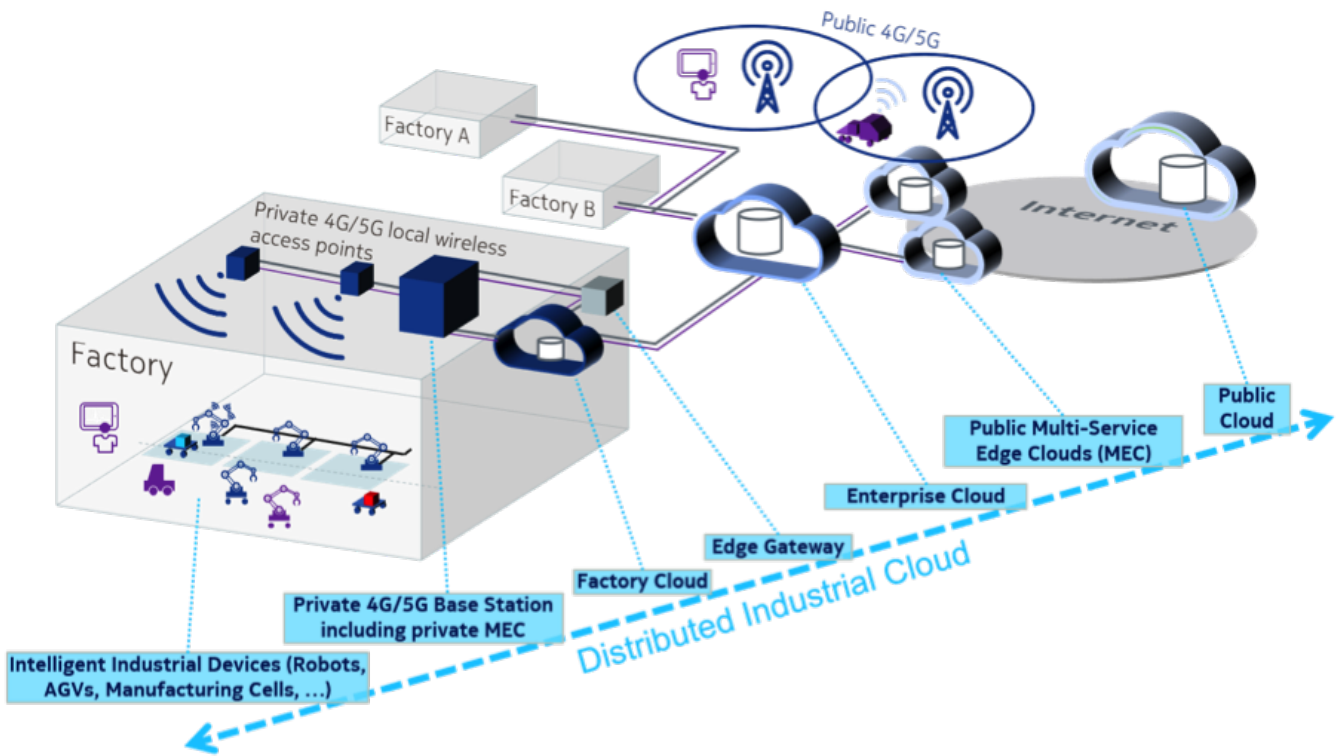 Public 4G/5G
Factory A
Factory B
Private 4G/5G local wireless
access points
Internet
Factory
Public
Cloud
Public Multi-Service
Edge Clouds (MEC)
Enterprise Cloud
Edge Gateway
Factory Cloud
Private 4G/5G Base Station
including private MEC
Intelligent Industrial Devices (Robots,
AGVs, Manufacturing Cells, ...)
Distributed Industrial Cloud